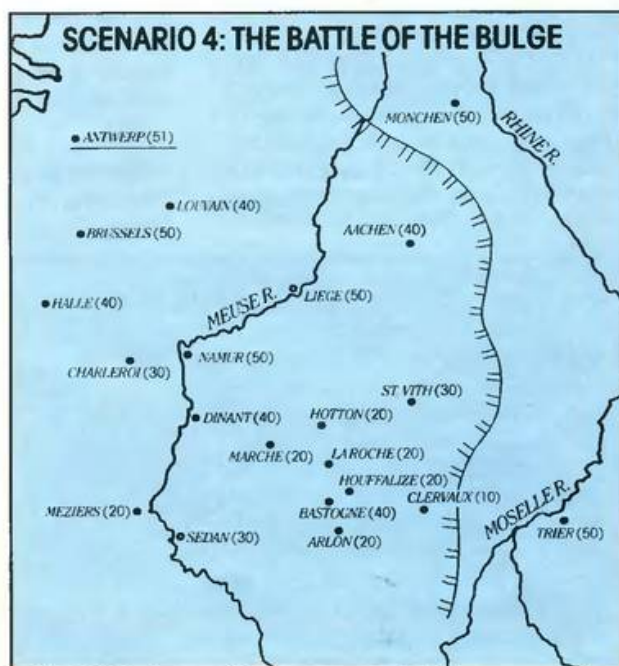 SCENARIO 4: THE BATTLE OF THE BULGE
MONCHEN (50)
RHINE R.
ANTWERP (51)
LOUVAIN (40)
BRUSSELS (50)
AACHEN (40)
MEUSE R.
LIEGE (50)
HALLE (40)
NAMUR (50)
CHARLEROI (30)
ST. VITH (30)
DINANT (40)
HOTTON (20)
MARCHE (20)
LA ROCHE (20)
HOUFFALIZE (20)
CLERVAUX (10)
MOSELLE R.
MEZIERS (20)
BASTOGNE (40)
TRIER (50)
SEDAN (30)
ARLON (20)